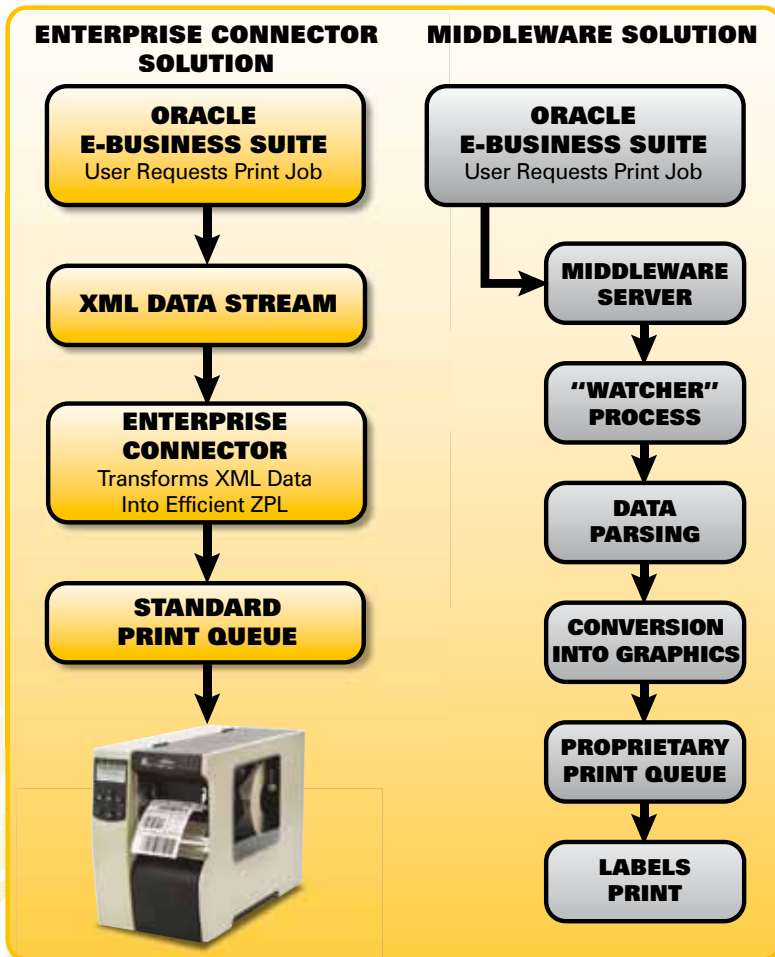 ENTERPRISE CONNECTOR
SOLUTION
ORACLE
E-BUSINESS SUITE
User Requests Print Job
XML DATA STREAM
ENTERPRISE
CONNECTOR
Transforms XML Data
Into Efficient ZPL
STANDARD
PRINT QUEUE
MIDDLEWARE SOLUTION
ORACLE
E-BUSINESS SUITE
User Requests Print Job
MIDDLEWARE
SERVER
“WATCHER”
PROCESS
DATA
PARSING
CONVERSION
INTO GRAPHICS
PROPRIETARY
PRINT QUEUE
LABELS
PRINT